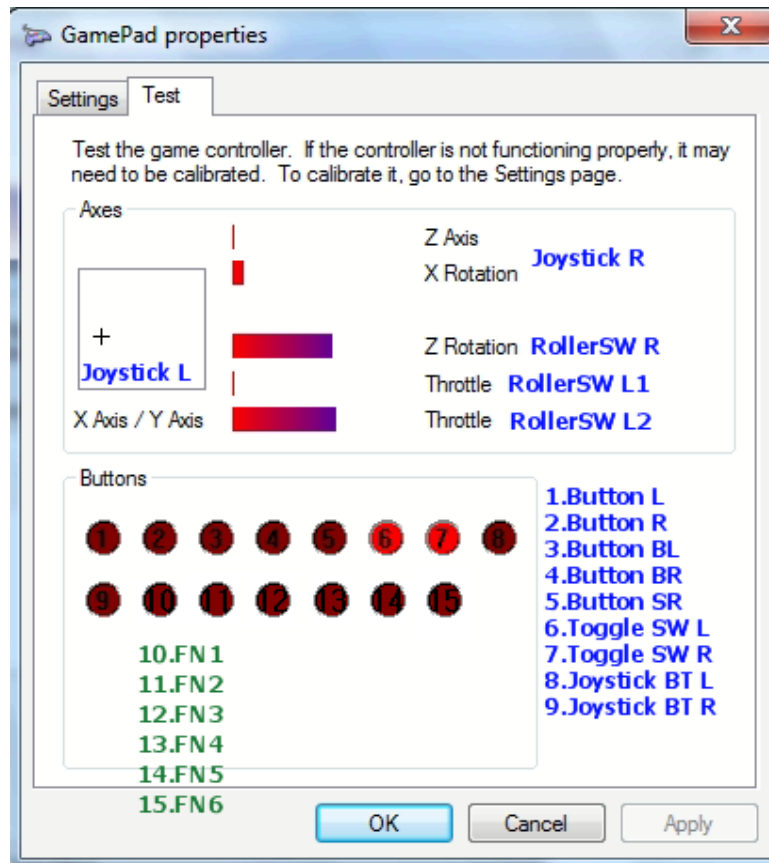 GamePad properties
X
Settings
Test
Test the game controller. If the controller is not functioning properly, it may
need to be calibrated. To calibrate it, go to the Settings page.
Axes
Z Axis
X Rotation
Joystick R
Joystick L
X Axis / Y Axis
Z Rotation RollerSW R
Throttle RollerSW L1
Throttle RollerSW L2
Buttons
1 2 3 4 5 6 7 8
9 10 11 12 13 14 15
1.Button L
2.Button R
3.Button BL
4.Button BR
5.Button SR
6.Toggle SW L
7.Toggle SW R
8.Joystick BT L
9.Joystick BT R
10.FN1
11.FN2
12.FN3
13.FN4
14.FN5
15.FN6
OK
Cancel
Apply